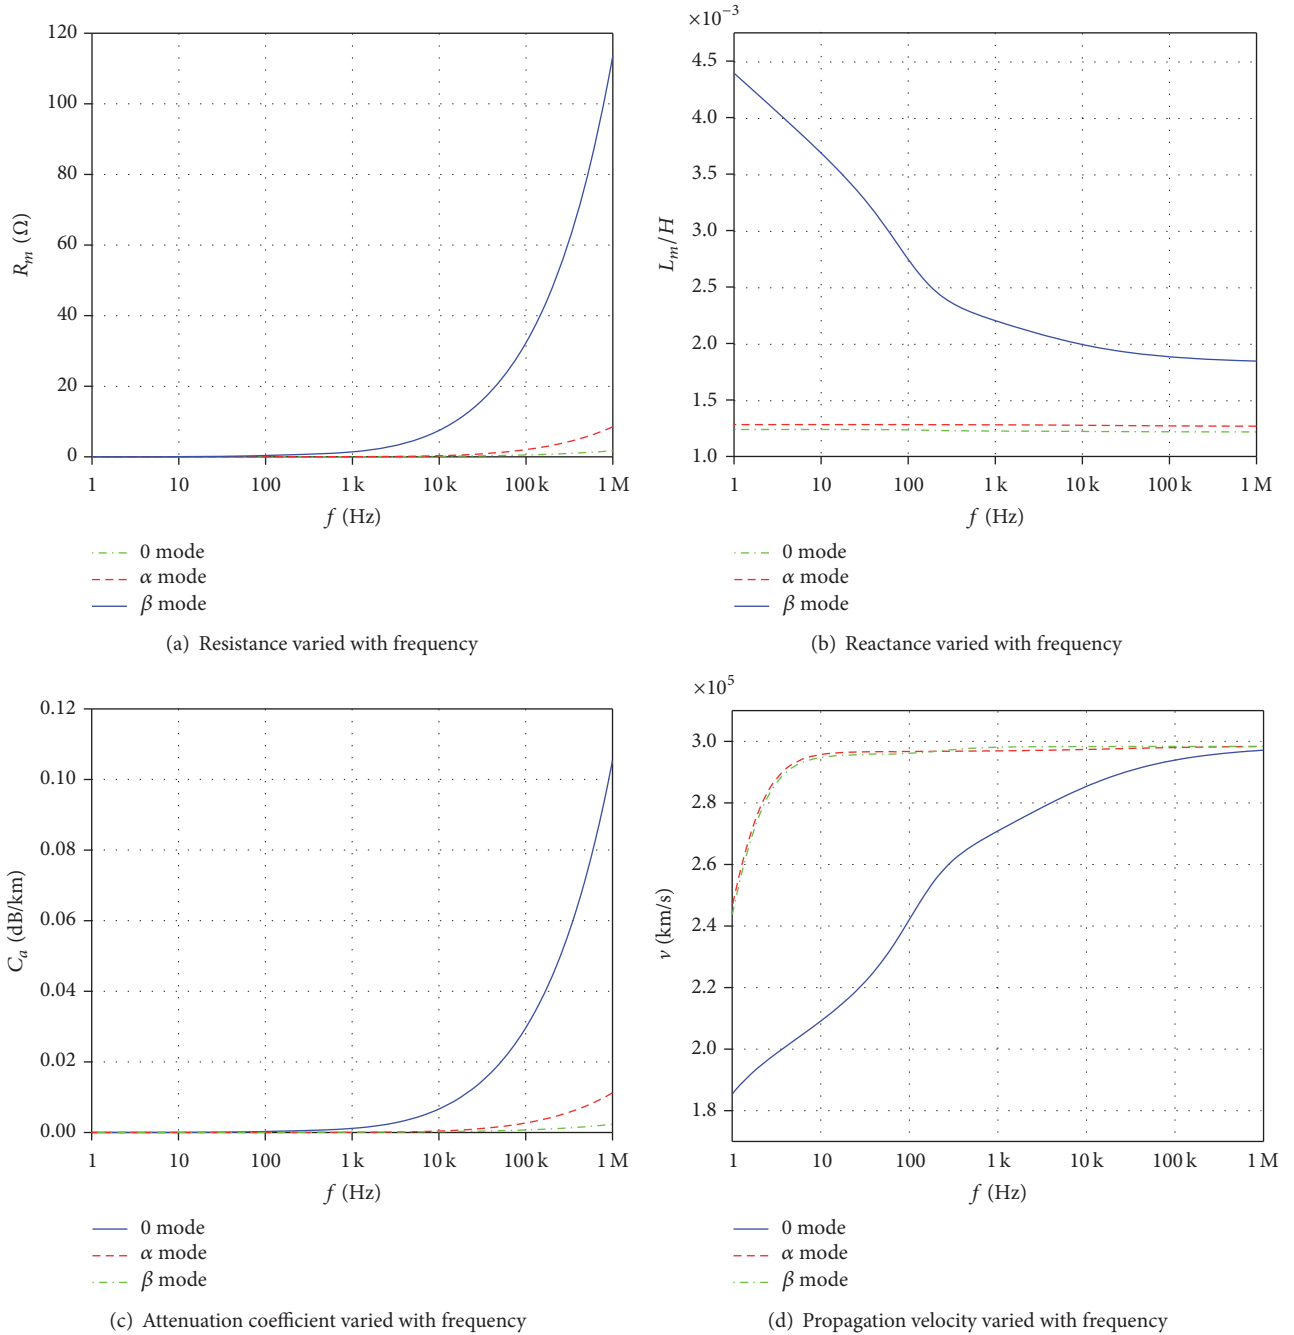 120
100
80
60
40
20
0
R_m (Ω)
1 10 100 1 k 10 k 100 k 1 M
f (Hz)
0 mode
α mode
β mode
(a) Resistance varied with frequency
×10⁻³
4.5
4.0
3.5
3.0
2.5
2.0
1.5
1.0
L_m/H
1 10 100 1 k 10 k 100 k 1 M
f (Hz)
0 mode
α mode
β mode
(b) Reactance varied with frequency
0.12
0.10
0.08
0.06
0.04
0.02
0.00
C_a (dB/km)
1 10 100 1 k 10 k 100 k 1 M
f (Hz)
0 mode
α mode
β mode
(c) Attenuation coefficient varied with frequency
×10⁵
3.0
2.8
2.6
2.4
2.2
2.0
1.8
v (km/s)
1 10 100 1 k 10 k 100 k 1 M
f (Hz)
0 mode
α mode
β mode
(d) Propagation velocity varied with frequency